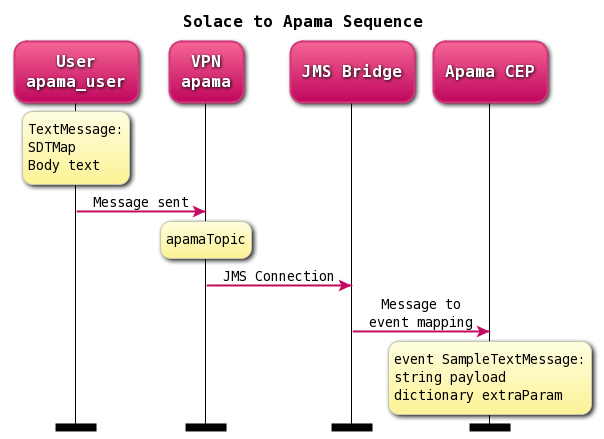 Solace to Apama Sequence
User
apama_user
VPN
apama
JMS Bridge
Apama CEP
TextMessage:
SDTMap
Body text
Message sent
apamaTopic
JMS Connection
Message to
event mapping
event SampleTextMessage:
string payload
dictionary extraParam